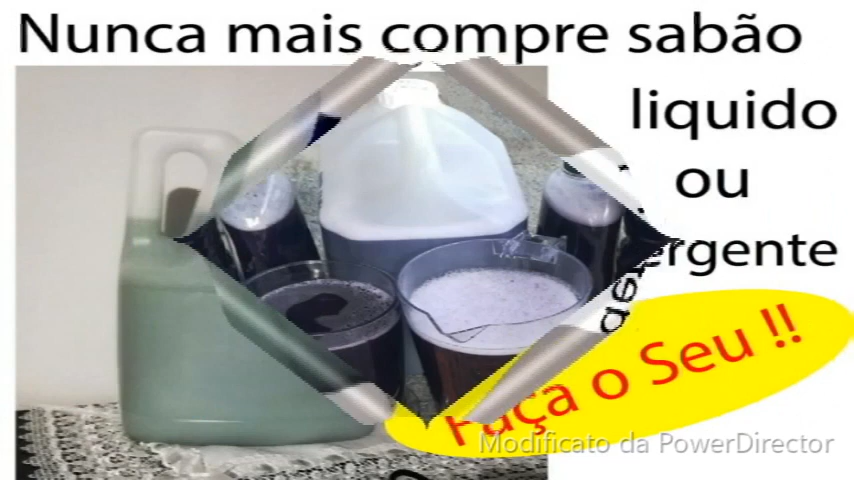 Nunca mais compre sabão
liquido
ou
ergente
Faça o Seu !!
Modificato da PowerDirector